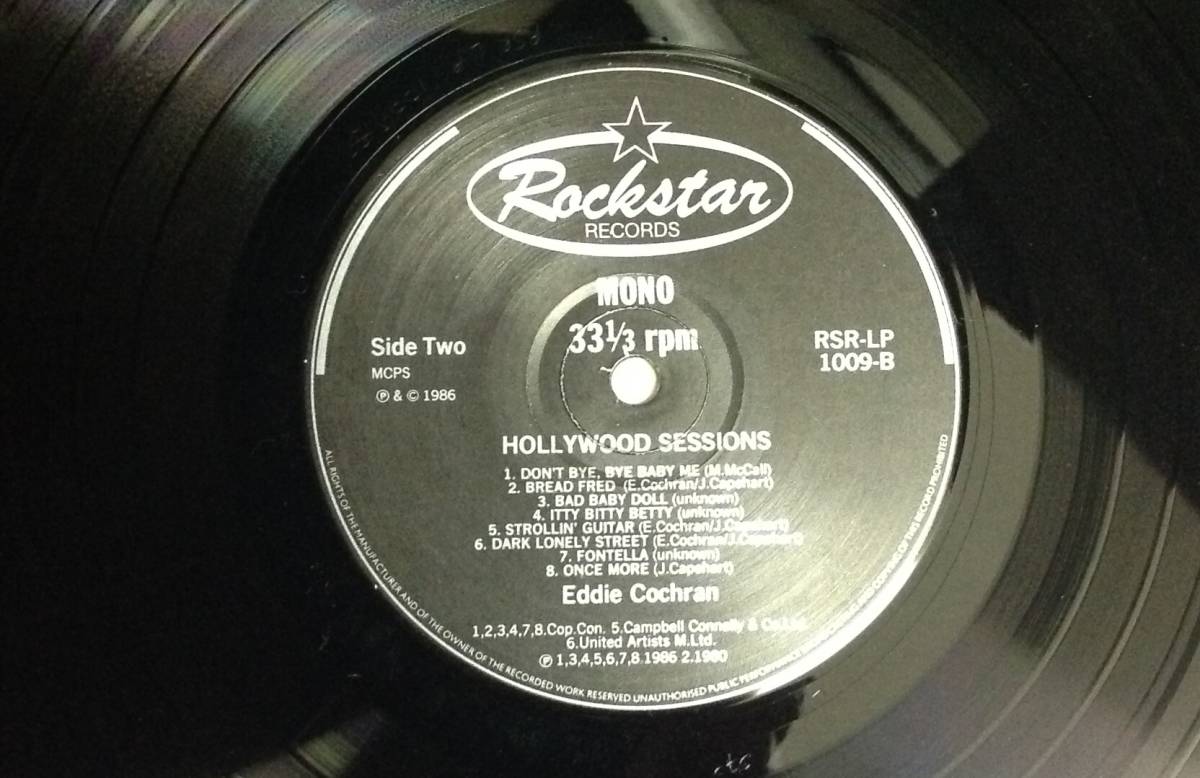 Rockstar
RECORDS
MONO
33⅓ rpm
Side Two
MCPS
℗ & © 1986
RSR-LP
1009-B
HOLLYWOOD SESSIONS
1. DON'T BYE, BYE BABY ME (M.McCall)
2. BREAD FRED (E.Cochran/J.Capehart)
3. BAD BABY DOLL (unknown)
4. ITTY BITTY BETTY (unknown)
5. STROLLIN' GUITAR (E.Cochran/J.Capehart)
6. DARK LONELY STREET (E.Cochran/J.Capehart)
7. FONTELLA (unknown)
8. ONCE MORE (J.Capehart)
Eddie Cochran
1,2,3,4,7,8.Cop.Con. 5.Campbell Connelly & Co.
6.United Artists M.Ltd.
℗ 1,3,4,5,6,7,8.1986 2.1980
ALL RIGHTS OF THE MANUFACTURER AND OF THE OWNER OF THE RECORDED WORK RESERVED UNAUTHORISED PUBLIC PERFORMANCE COPYING OF THIS RECORD PROHIBITED